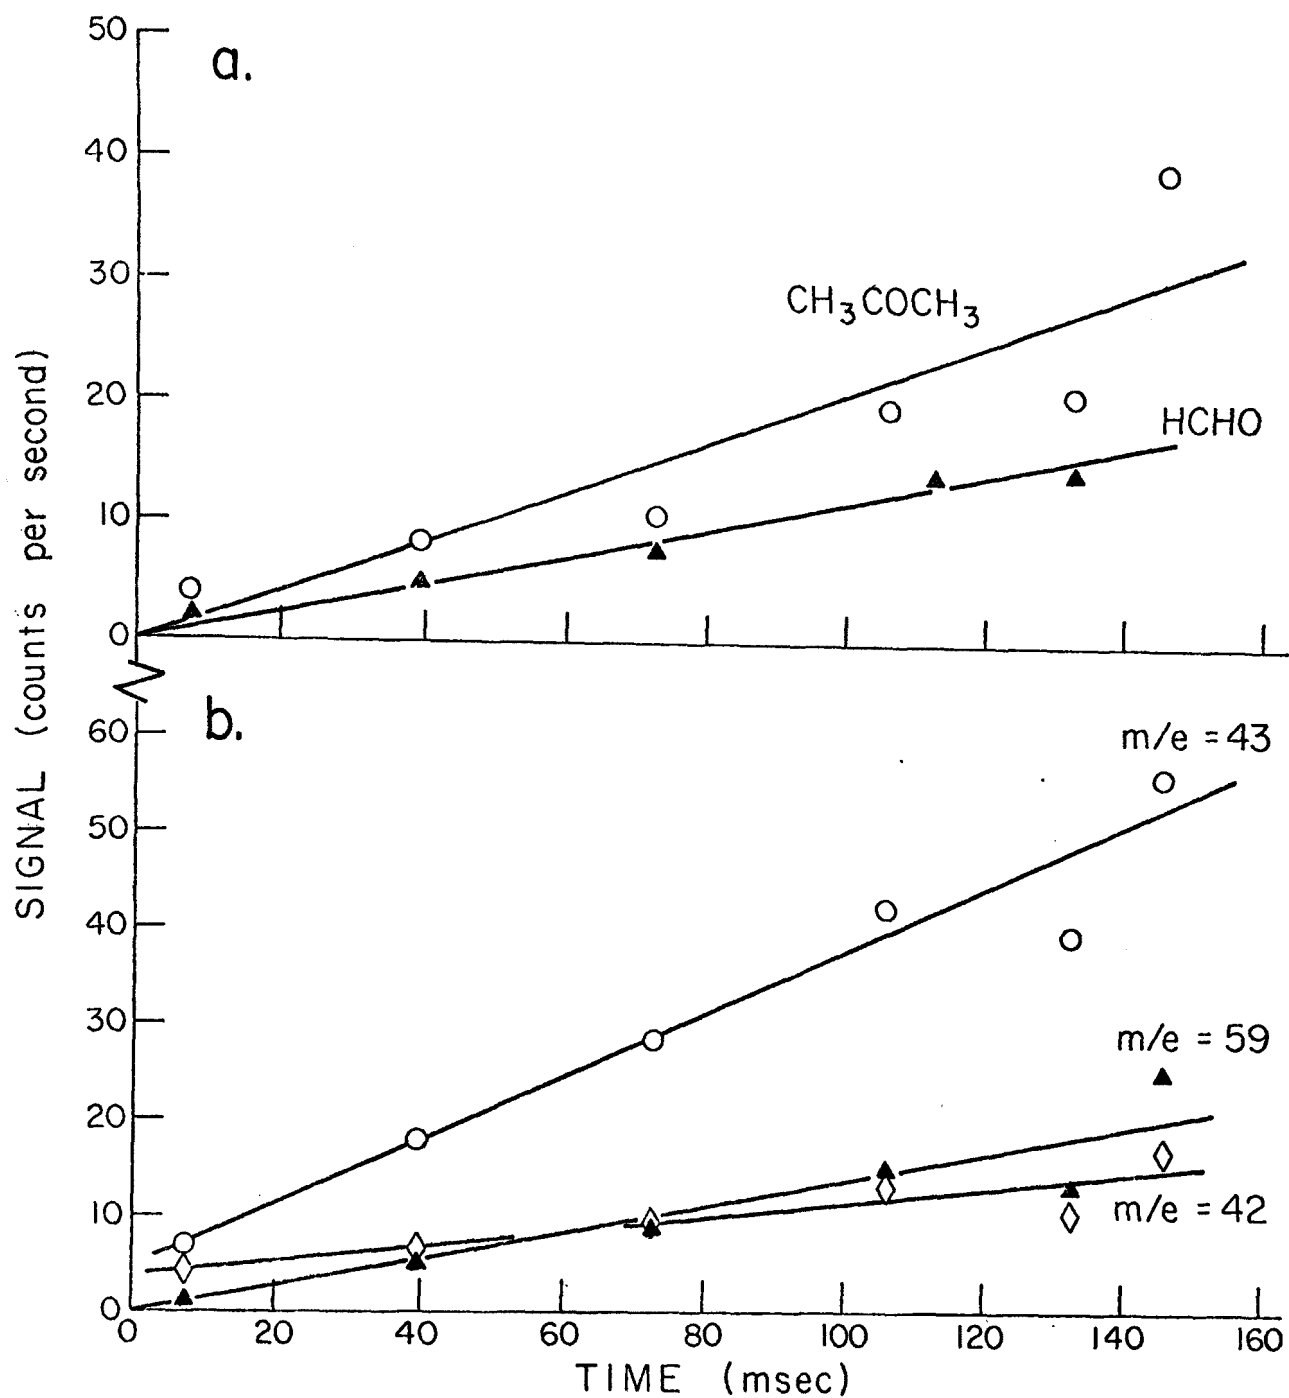 50
a.
40
30
CH₃COCH₃
20
HCHO
10
0
SIGNAL (counts per second)
b.
60
m/e = 43
50
40
30
m/e = 59
20
10
m/e = 42
0
0 20 40 60 80 100 120 140 160
TIME (msec)